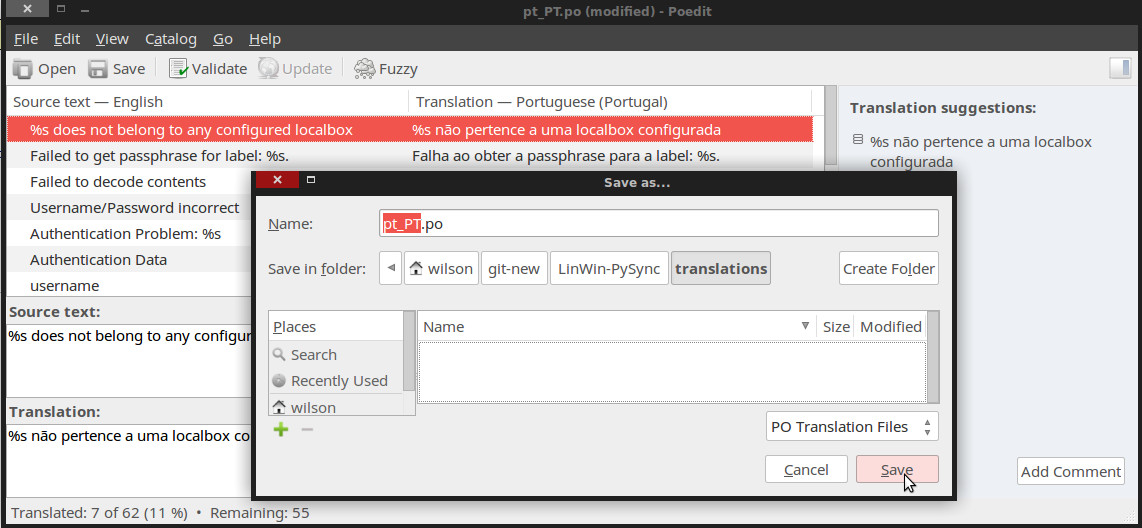 pt_PT.po (modified) - Poedit
File Edit View Catalog Go Help
Open Save Validate Update Fuzzy
Source text — English Translation — Portuguese (Portugal)
%s does not belong to any configured localbox %s não pertence a uma localbox configurada
Failed to get passphrase for label: %s. Falha ao obter a passphrase para a label: %s.
Failed to decode contents
Username/Password incorrect
Authentication Problem: %s
Authentication Data
username
Source text:
%s does not belong to any configur
Translation:
%s não pertence a uma localbox co
Translated: 7 of 62 (11 %) • Remaining: 55
Translation suggestions:
%s não pertence a uma localbox
configurada
Add Comment
Save as...
Name: pt_PT.po
Save in folder: wilson git-new LinWin-PySync translations Create Folder
Places Name Size Modified
Search
Recently Used
wilson
PO Translation Files
Cancel Save